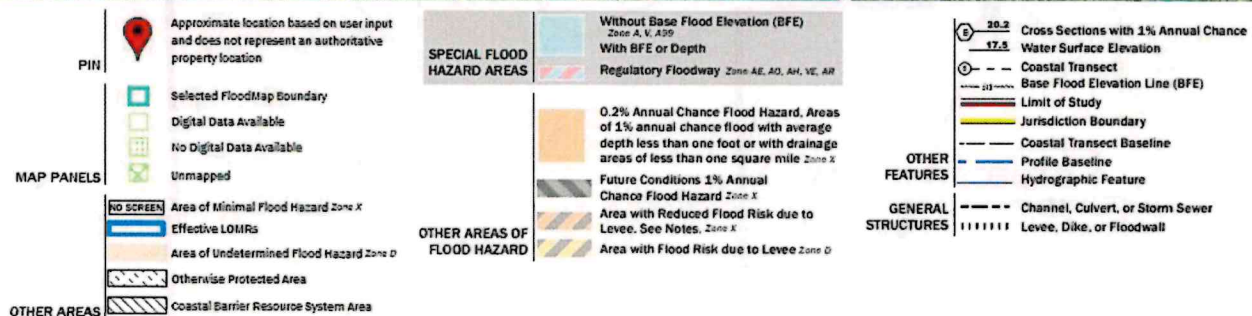 PIN
Approximate location based on user input
and does not represent an authoritative
property location
MAP PANELS
Selected FloodMap Boundary
Digital Data Available
No Digital Data Available
Unmapped
OTHER AREAS
NO SCREEN Area of Minimal Flood Hazard Zone X
Effective LOMRs
Area of Undetermined Flood Hazard Zone D
Otherwise Protected Area
Coastal Barrier Resource System Area
SPECIAL FLOOD
HAZARD AREAS
Without Base Flood Elevation (BFE)
Zone A, V, A99
With BFE or Depth
Regulatory Floodway Zone AE, AO, AH, VE, AR
OTHER AREAS OF
FLOOD HAZARD
0.2% Annual Chance Flood Hazard, Areas
of 1% annual chance flood with average
depth less than one foot or with drainage
areas of less than one square mile Zone X
Future Conditions 1% Annual
Chance Flood Hazard Zone X
Area with Reduced Flood Risk due to
Levee. See Notes. Zone X
Area with Flood Risk due to Levee Zone D
OTHER
FEATURES
20.2 Cross Sections with 1% Annual Chance
17.5 Water Surface Elevation
Coastal Transect
Base Flood Elevation Line (BFE)
Limit of Study
Jurisdiction Boundary
Coastal Transect Baseline
Profile Baseline
Hydrographic Feature
GENERAL
STRUCTURES
Channel, Culvert, or Storm Sewer
Levee, Dike, or Floodwall